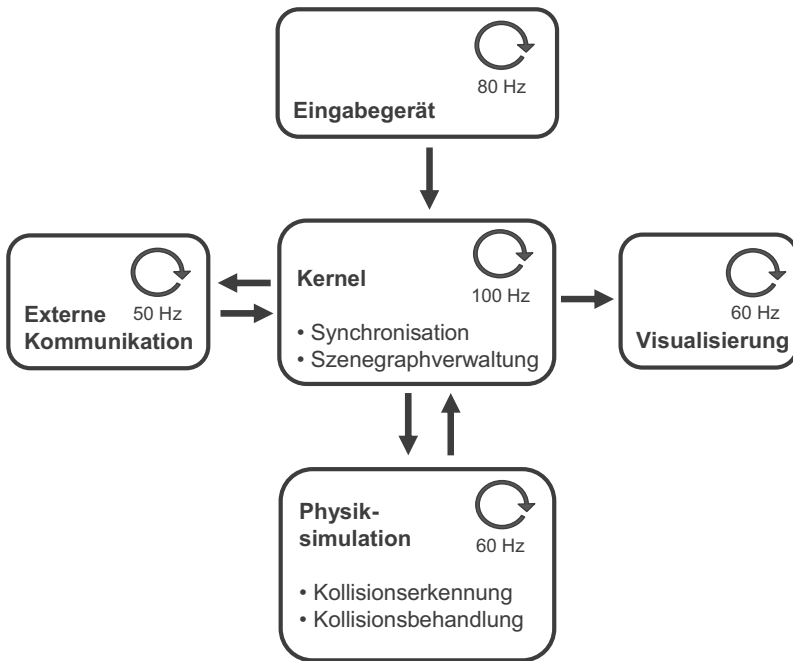 80 Hz
Eingabegerät
50 Hz
Externe
Kommunikation
Kernel
100 Hz
• Synchronisation
• Szenegraphverwaltung
60 Hz
Visualisierung
Physik-
simulation
60 Hz
• Kollisionserkennung
• Kollisionsbehandlung